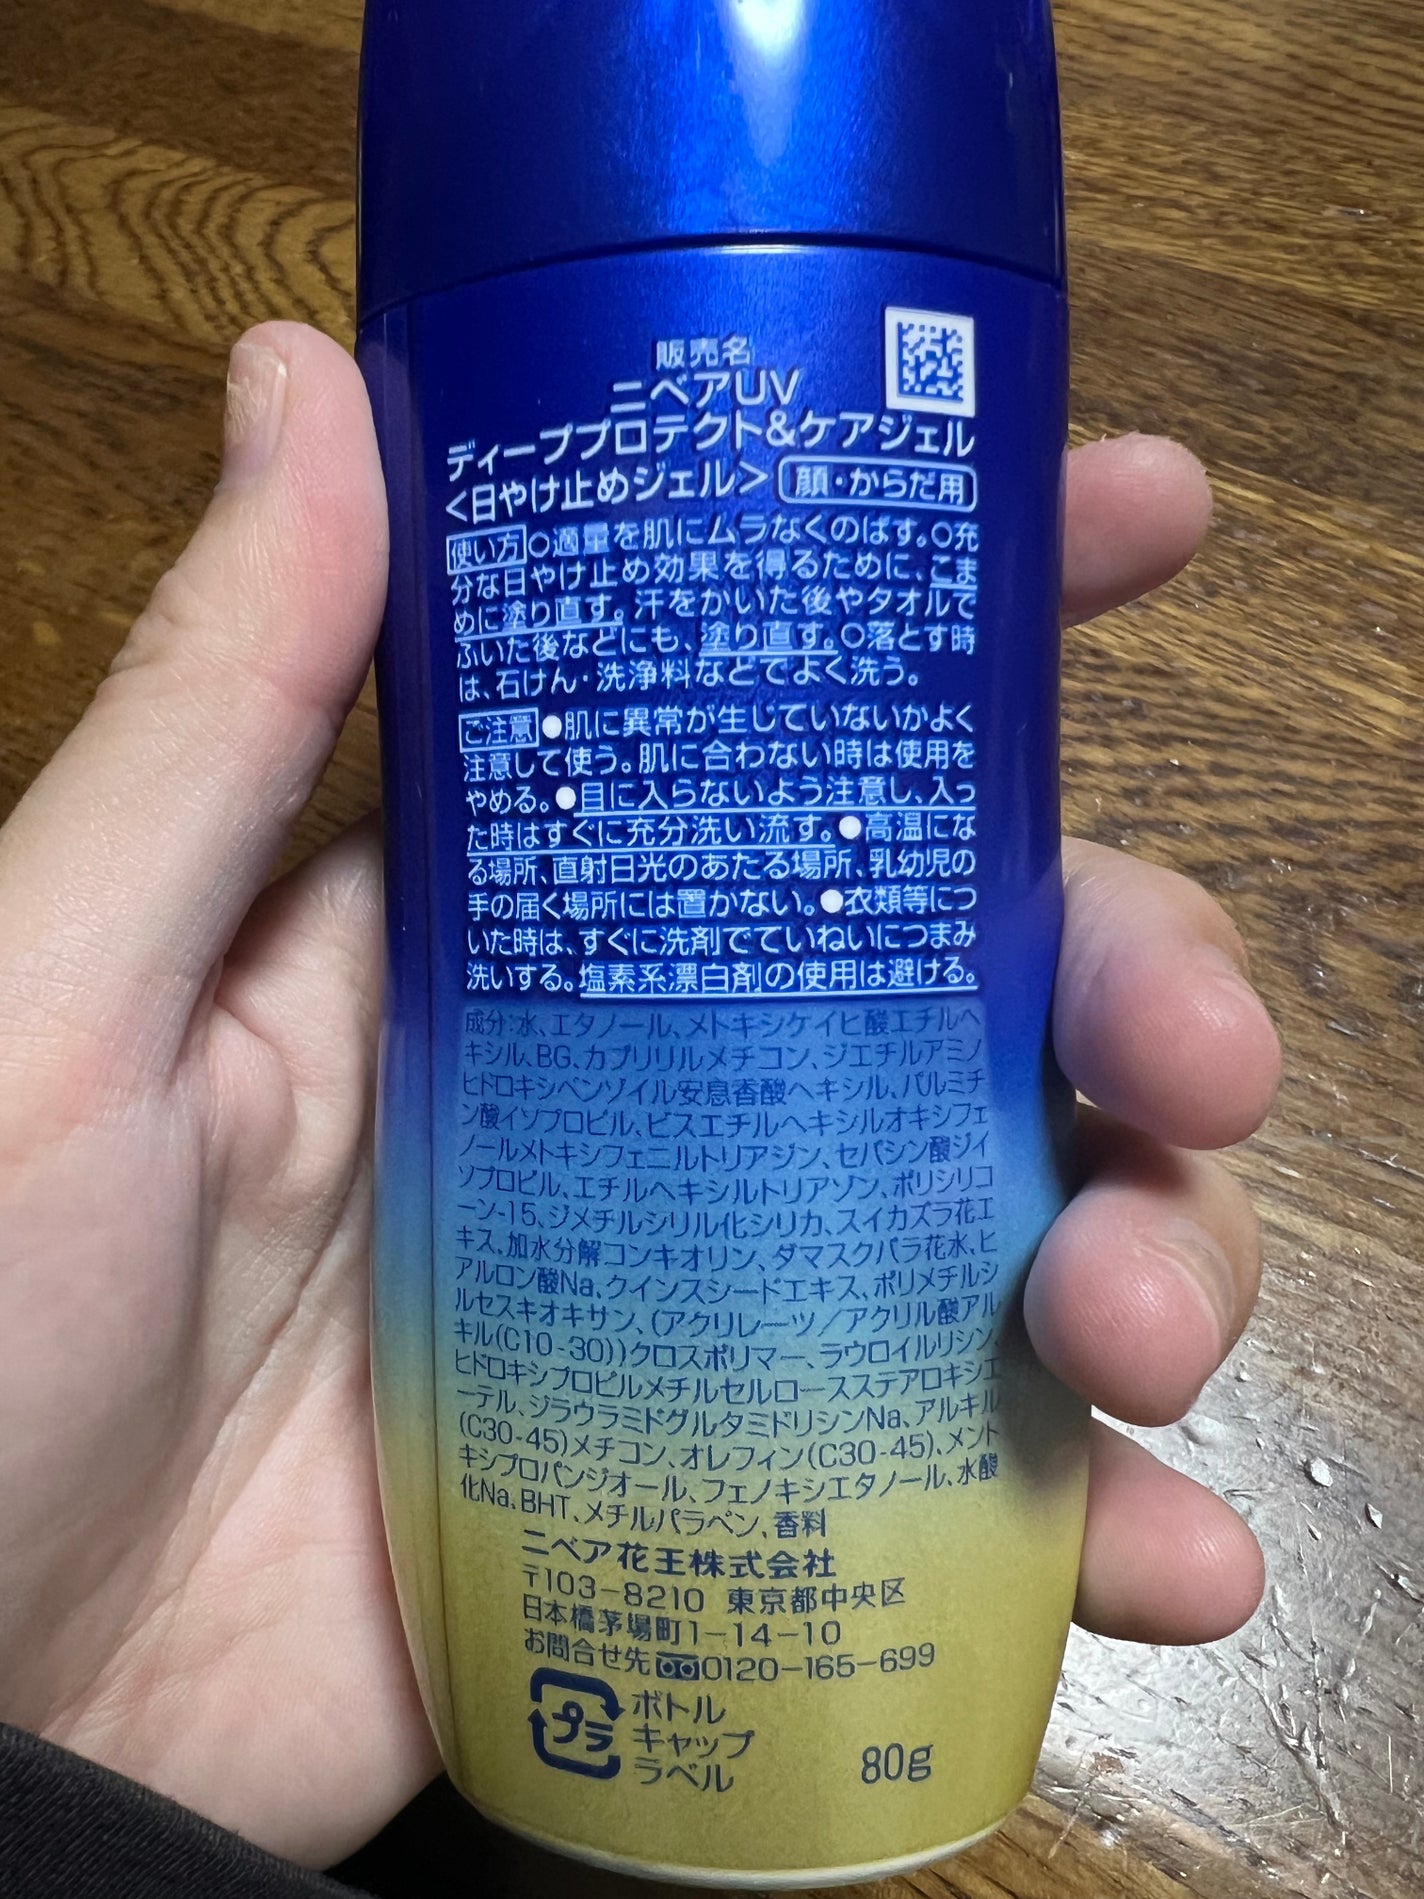 販売名
ニベアUV
ディーププロテクト&ケアジェル
<日やけ止めジェル> 顔・からだ用
使い方 ○適量を肌にムラなくのばす。○充
分な日やけ止め効果を得るために、こま
めに塗り直す。汗をかいた後やタオルで
ふいた後などにも、塗り直す。○落とす時
は、石けん・洗浄料などでよく洗う。
ご注意 ●肌に異常が生じていないかよく
注意して使う。肌に合わない時は使用を
やめる。●目に入らないよう注意し、入っ
た時はすぐに充分洗い流す。●高温にな
る場所、直射日光のあたる場所、乳幼児の
手の届く場所には置かない。●衣類等につ
いた時は、すぐに洗剤でていねいにつまみ
洗いする。塩素系漂白剤の使用は避ける。
成分:水、エタノール、メトキシケイヒ酸エチルヘ
キシル、BG、カプリリルメチコン、ジエチルアミノ
ヒドロキシベンゾイル安息香酸ヘキシル、パルミチ
ン酸イソプロピル、ビスエチルヘキシルオキシフェ
ノールメトキシフェニルトリアジン、セバシン酸ジイ
ソプロピル、エチルヘキシルトリアゾン、ポリシリコ
ーン-15、ジメチルシリル化シリカ、スイカズラ花エ
キス、加水分解コンキオリン、ダマスクバラ花水、ヒ
アルロン酸Na、クインスシードエキス、ポリメチルシ
ルセスキオキサン、(アクリレーツ/アクリル酸アル
キル(C10-30))クロスポリマー、ラウロイルリシン、
ヒドロキシプロピルメチルセルロースステアロキシエ
ーテル、ジラウラミドグルタミドリシンNa、アルキル
(C30-45)メチコン、オレフィン(C30-45)、メント
キシプロパンジオール、フェノキシエタノール、水酸
化Na、BHT、メチルパラベン、香料
ニベア花王株式会社
〒103-8210 東京都中央区
日本橋茅場町1-14-10
お問合せ先 0120-165-699
プラ ボトル
キャップ
ラベル
80g